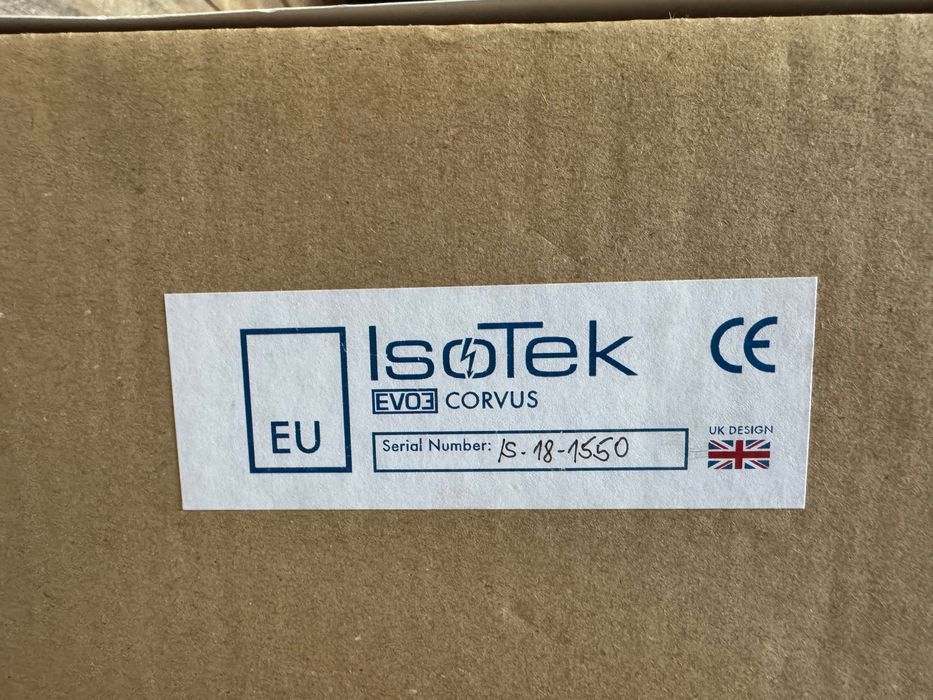 EU
IsoTek
EVO3 CORVUS
Serial Number: IS-18-1550
CE
UK DESIGN